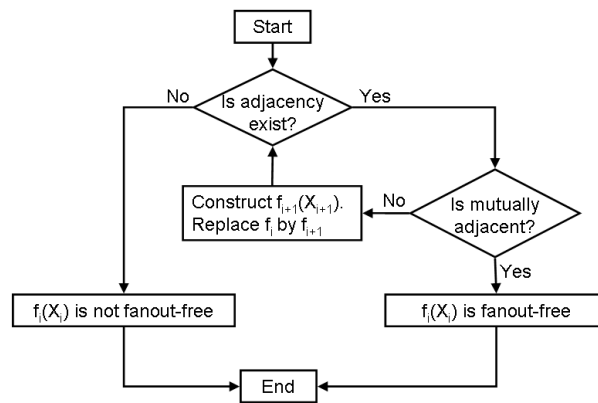 Start
Is adjacency
exist?
No
Yes
Construct fᵢ₊₁(Xᵢ₊₁).
Replace fᵢ by fᵢ₊₁
No
Is mutually
adjacent?
Yes
fᵢ(Xᵢ) is not fanout-free
fᵢ(Xᵢ) is fanout-free
End